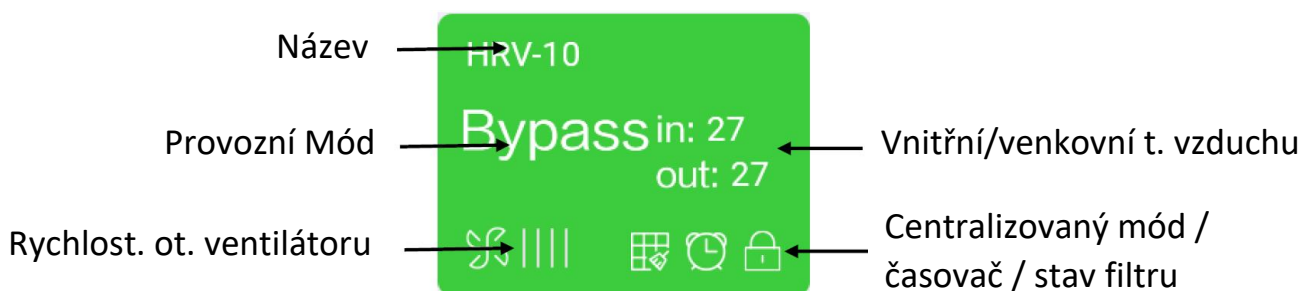 Název
HRV-10
Provozní Mód
Bypass
in: 27
out: 27
Vnitřní/venkovní t. vzduchu
Rychlost. ot. ventilátoru
Centralizovaný mód /
časovač / stav filtru